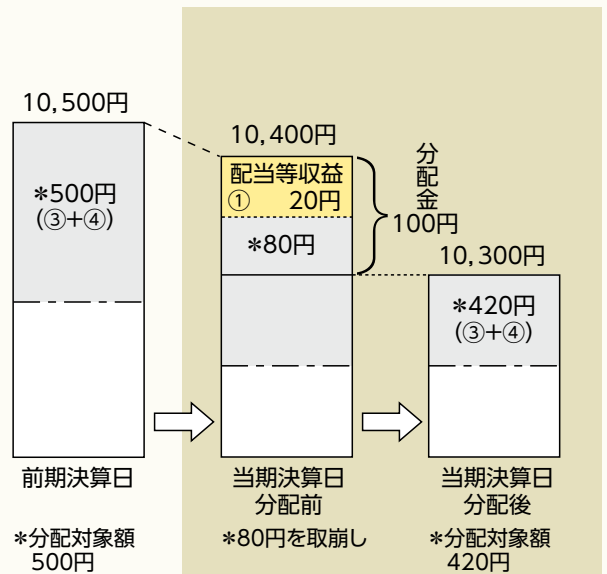 10,500円
*500円
(③+④)
前期決算日
*分配対象額
500円
10,400円
配当等収益
① 20円
*80円
分配金
100円
当期決算日
分配前
*80円を取崩し
10,300円
*420円
(③+④)
当期決算日
分配後
*分配対象額
420円